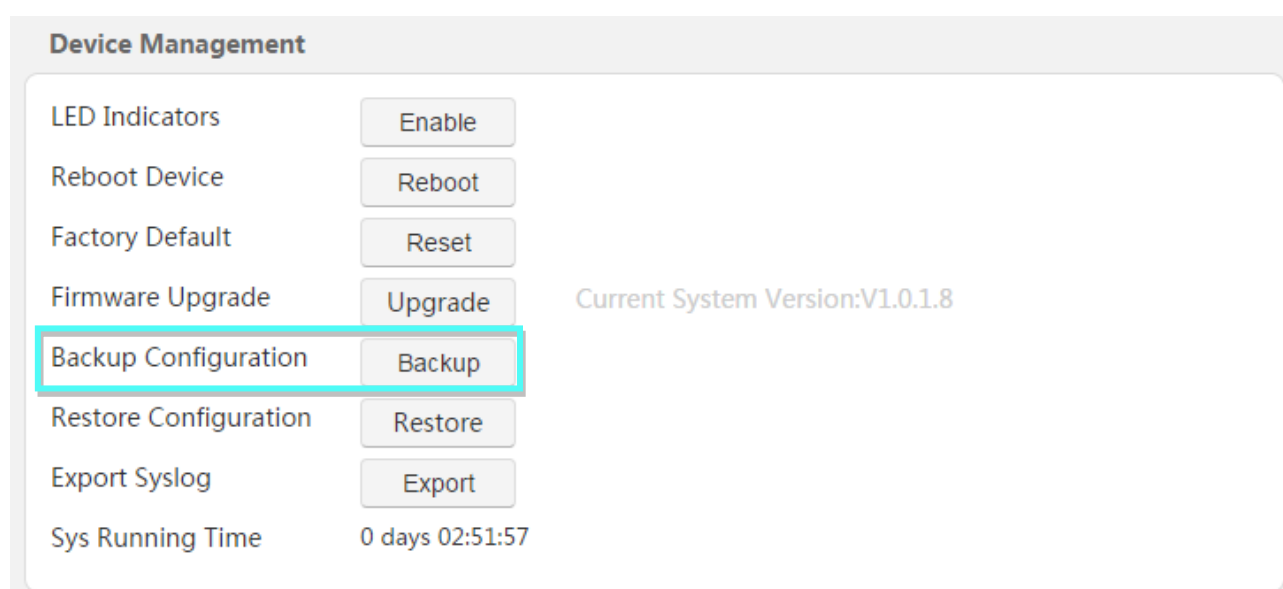 Device Management
LED Indicators Enable
Reboot Device Reboot
Factory Default Reset
Firmware Upgrade Upgrade Current System Version:V1.0.1.8
Backup Configuration Backup
Restore Configuration Restore
Export Syslog Export
Sys Running Time 0 days 02:51:57